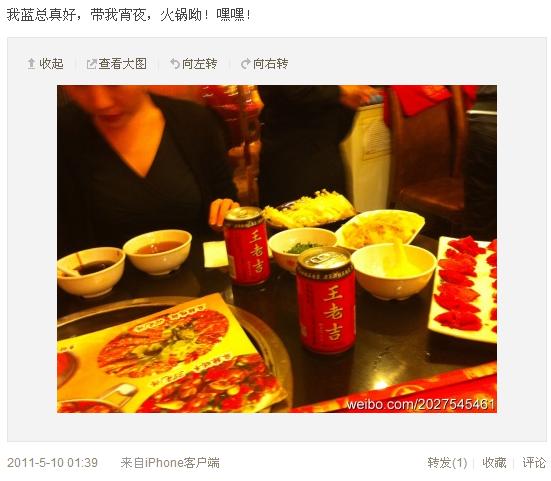 我蓝总真好，带我宵夜，火锅呦！嘿嘿！
收起 查看大图 向左转 向右转
王老吉
王老吉
weibo.com/2027545461
2011-5-10 01:39 来自iPhone客户端 转发(1) 收藏 评论